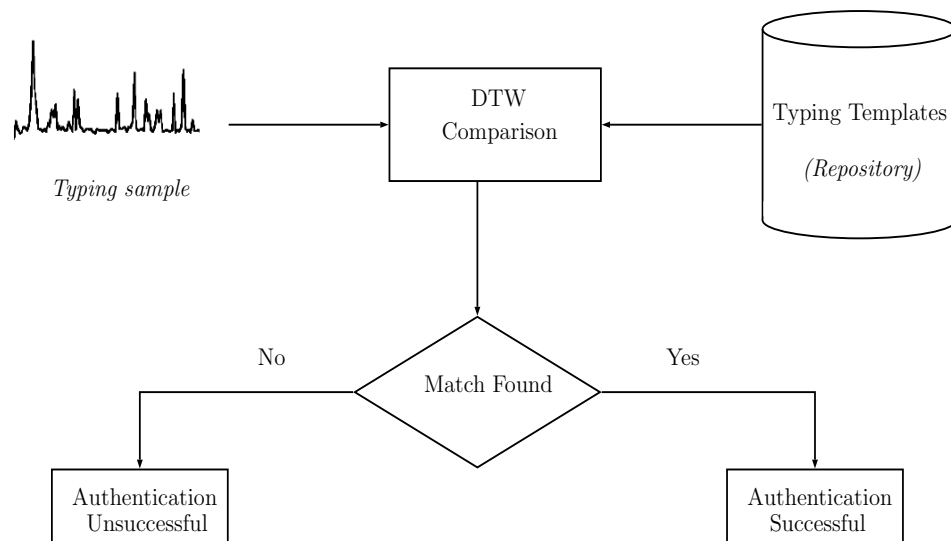 DTW
Comparison
Typing Templates
(Repository)
Typing sample
No
Yes
Match Found
Authentication
Unsuccessful
Authentication
Successful